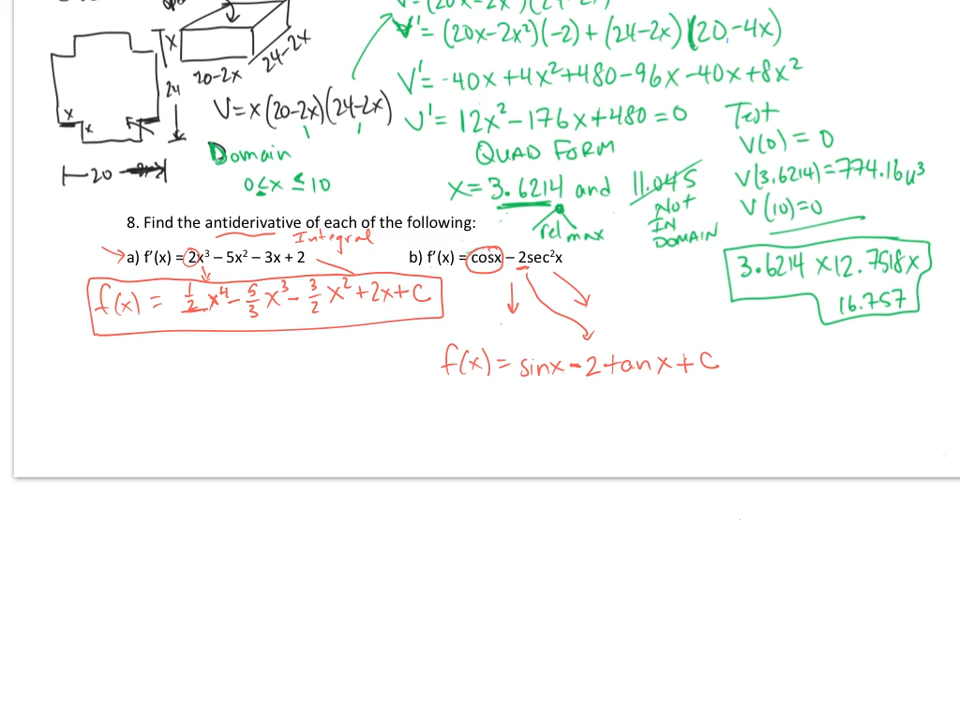 V' = (20x-2x²)(-2) + (24-2x)(20-4x)
X
24-2x
20-2x
24
V' = -40x+4x²+480-96x-40x+8x²
V = x(20-2x)(24-2x)
V' = 12x²-176x+480=0
Test
V(0) = 0
x
x
Domain
QUAD FORM
0≤x≤10
X = 3.6214 and 11.045
V(3.6214)=774.16u³
20
Not
IN
DOMAIN
V(10)=0
rel max
8. Find the antiderivative of each of the following:
Integral
a) f'(x) = 2x³ – 5x² – 3x + 2
b) f'(x) = cosx – 2sec²x
3.6214 x 12.7518 x
16.757
f(x) = 1/2 x⁴ - 5/3 x³ - 3/2 x² + 2x + C
f(x) = sinx - 2tanx + C